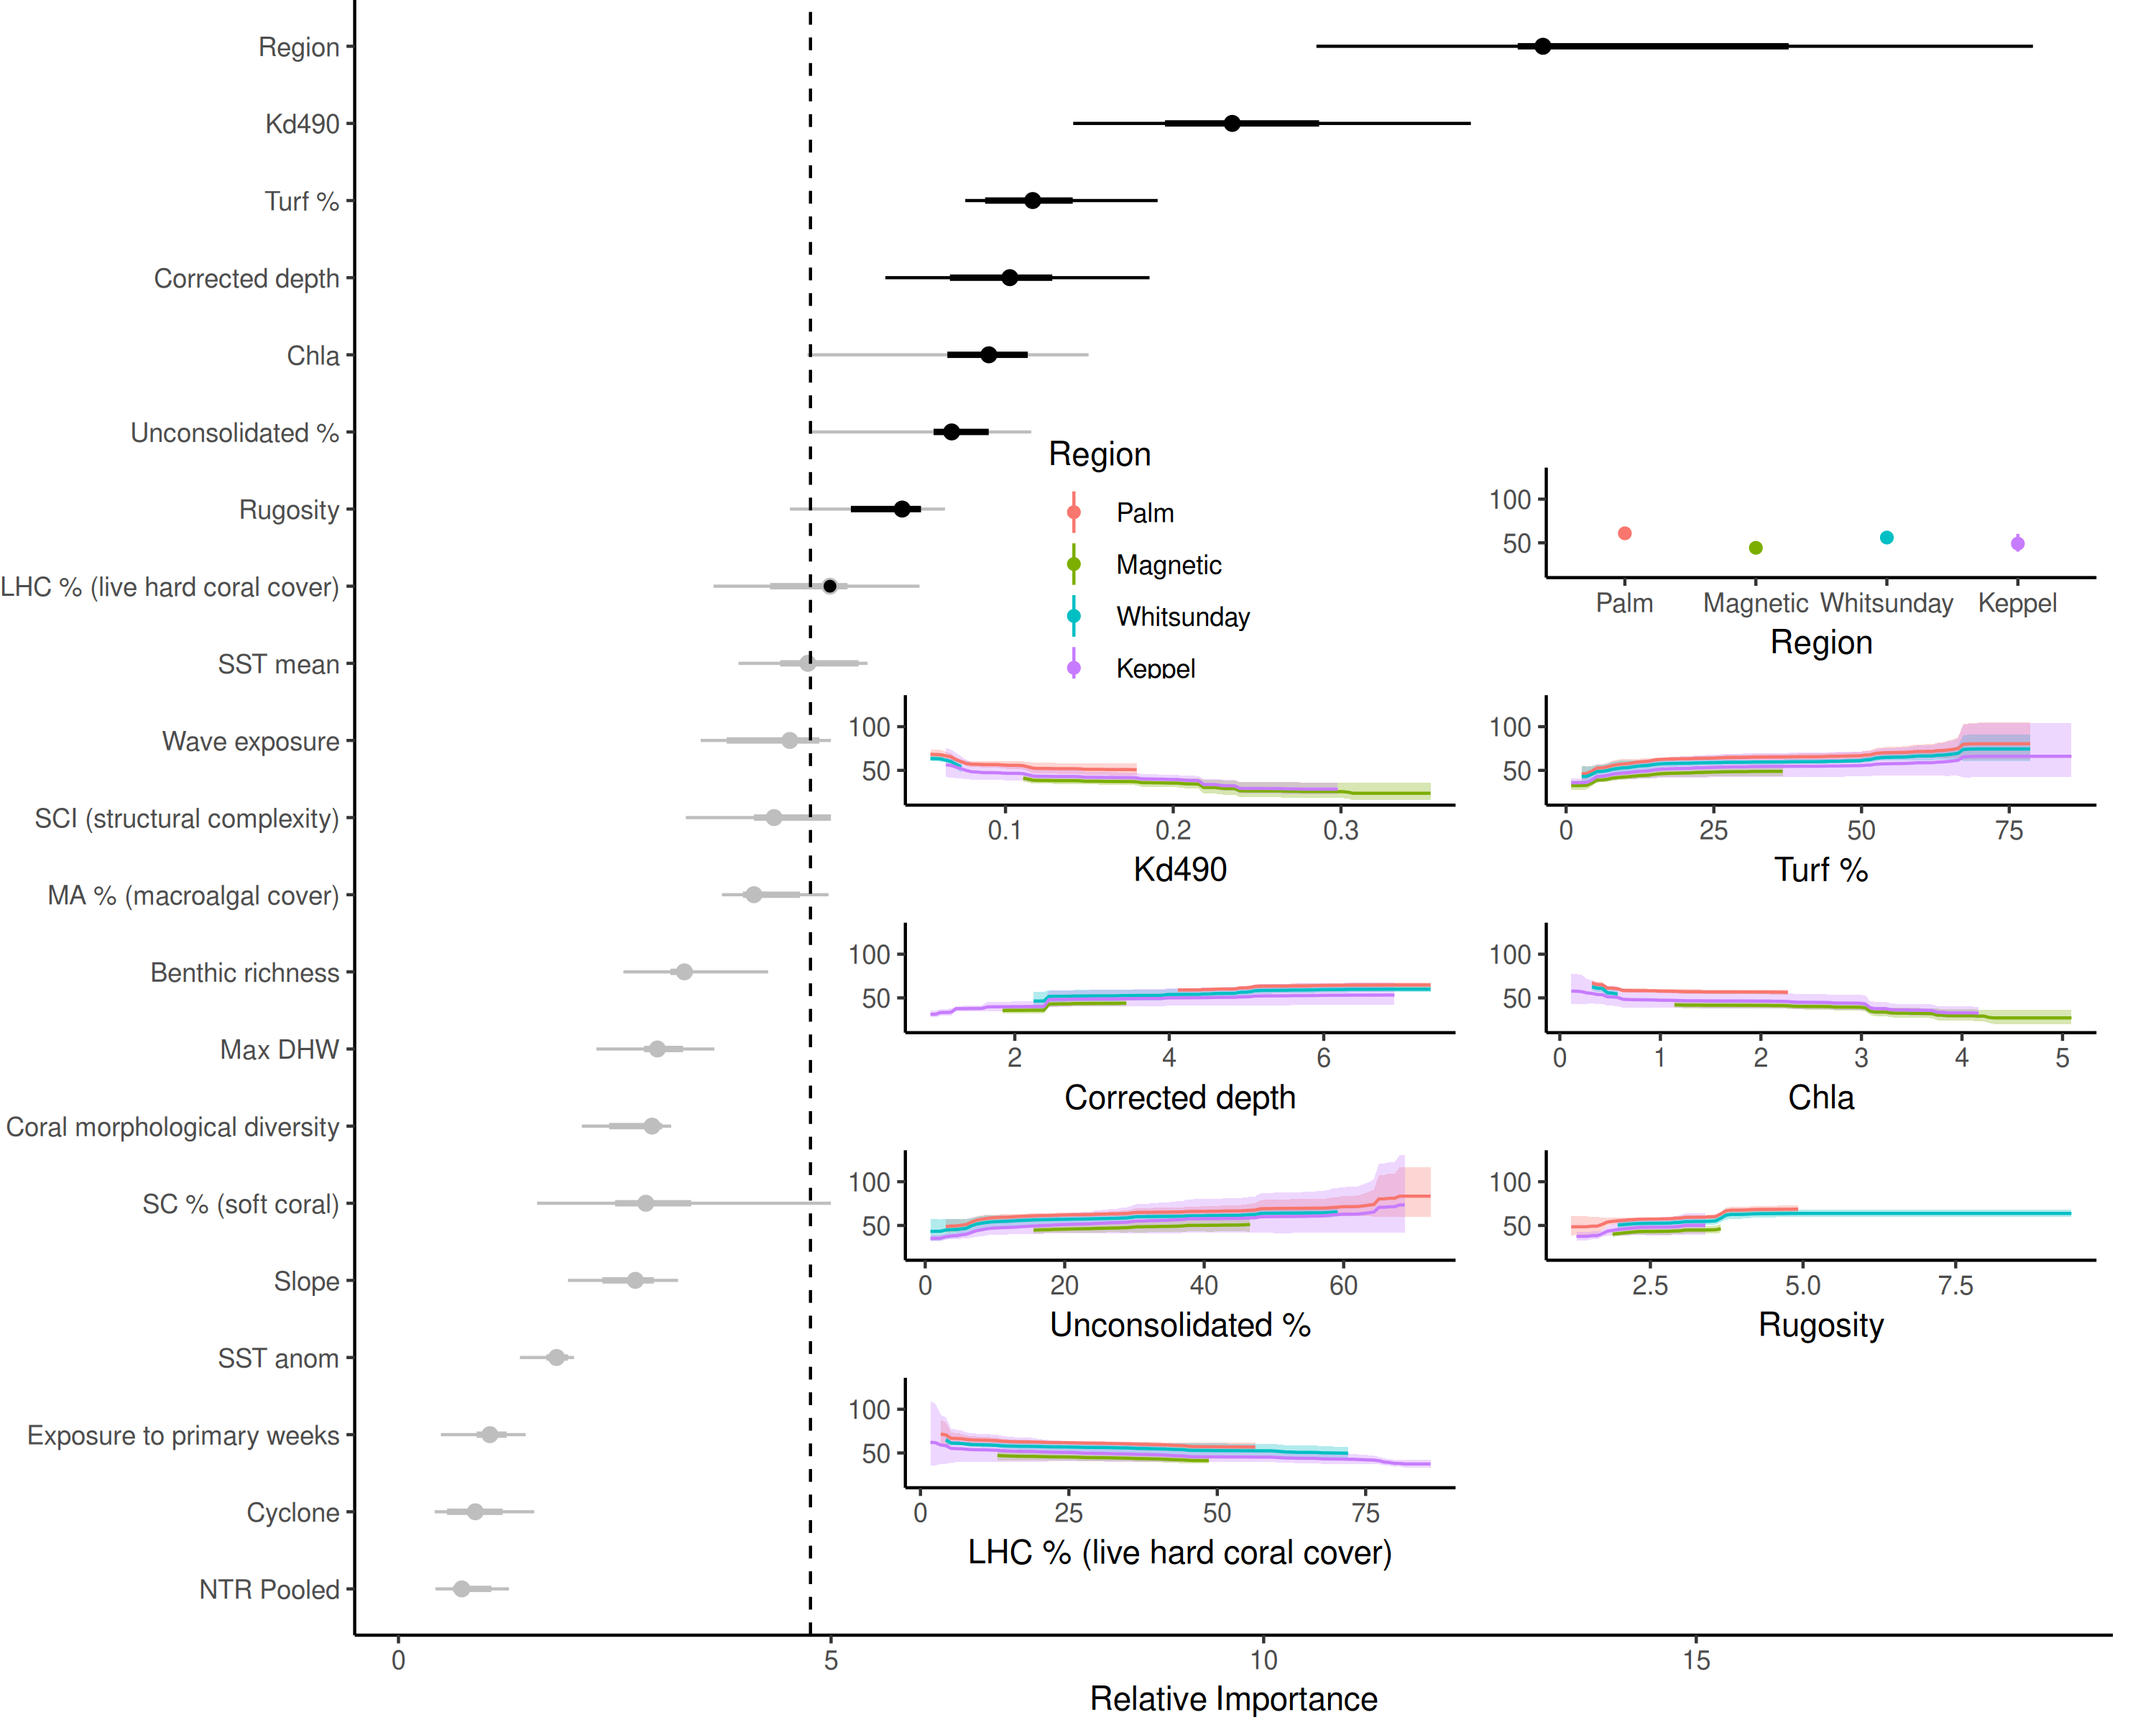 Region
Kd490
Turf %
Corrected depth
Chla
Unconsolidated %
Rugosity
LHC % (live hard coral cover)
SST mean
Wave exposure
SCI (structural complexity)
MA % (macroalgal cover)
Benthic richness
Max DHW
Coral morphological diversity
SC % (soft coral)
Slope
SST anom
Exposure to primary weeks
Cyclone
NTR Pooled
0 5 10 15
Relative Importance
Region
Palm
Magnetic
Whitsunday
Keppel
100
50
Palm Magnetic Whitsunday Keppel
Region
100
50
0.1 0.2 0.3
Kd490
100
50
0 25 50 75
Turf %
100
50
2 4 6
Corrected depth
100
50
0 1 2 3 4 5
Chla
100
50
0 20 40 60
Unconsolidated %
100
50
2.5 5.0 7.5
Rugosity
100
50
0 25 50 75
LHC % (live hard coral cover)